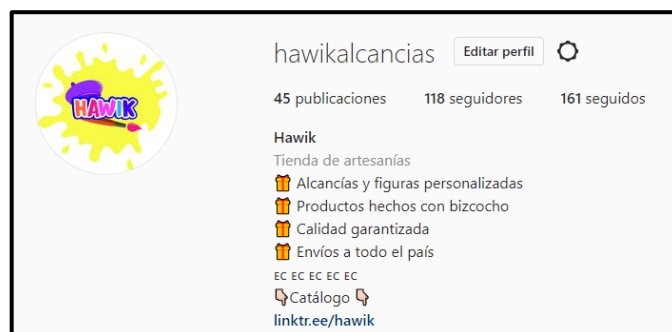 HAWIK
hawikalcancias Editar perfil
45 publicaciones 118 seguidores 161 seguidos
Hawik
Tienda de artesanías
🎁 Alcancías y figuras personalizadas
🎁 Productos hechos con bizcocho
🎁 Calidad garantizada
🎁 Envíos a todo el país
EC EC EC EC EC
👇Catálogo 👇
linktr.ee/hawik